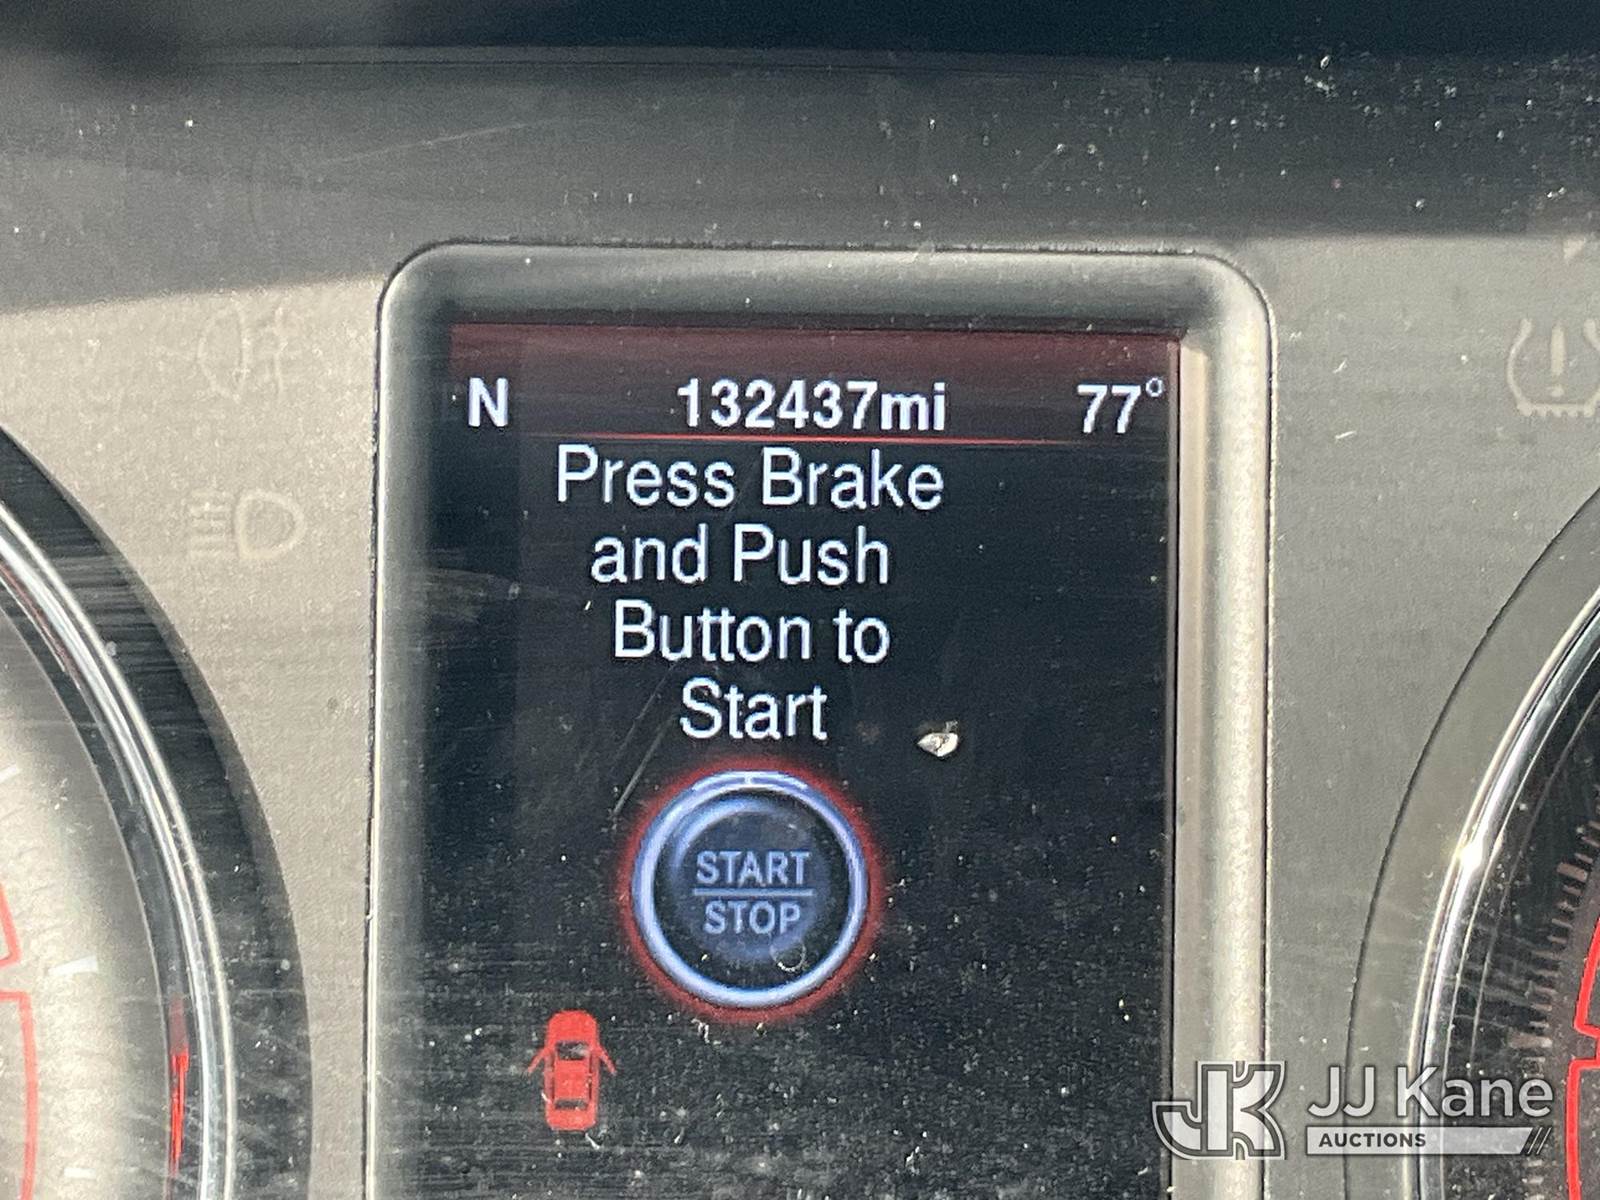 N 132437mi 77°
Press Brake
and Push
Button to
Start
START
STOP
JJ Kane
AUCTIONS